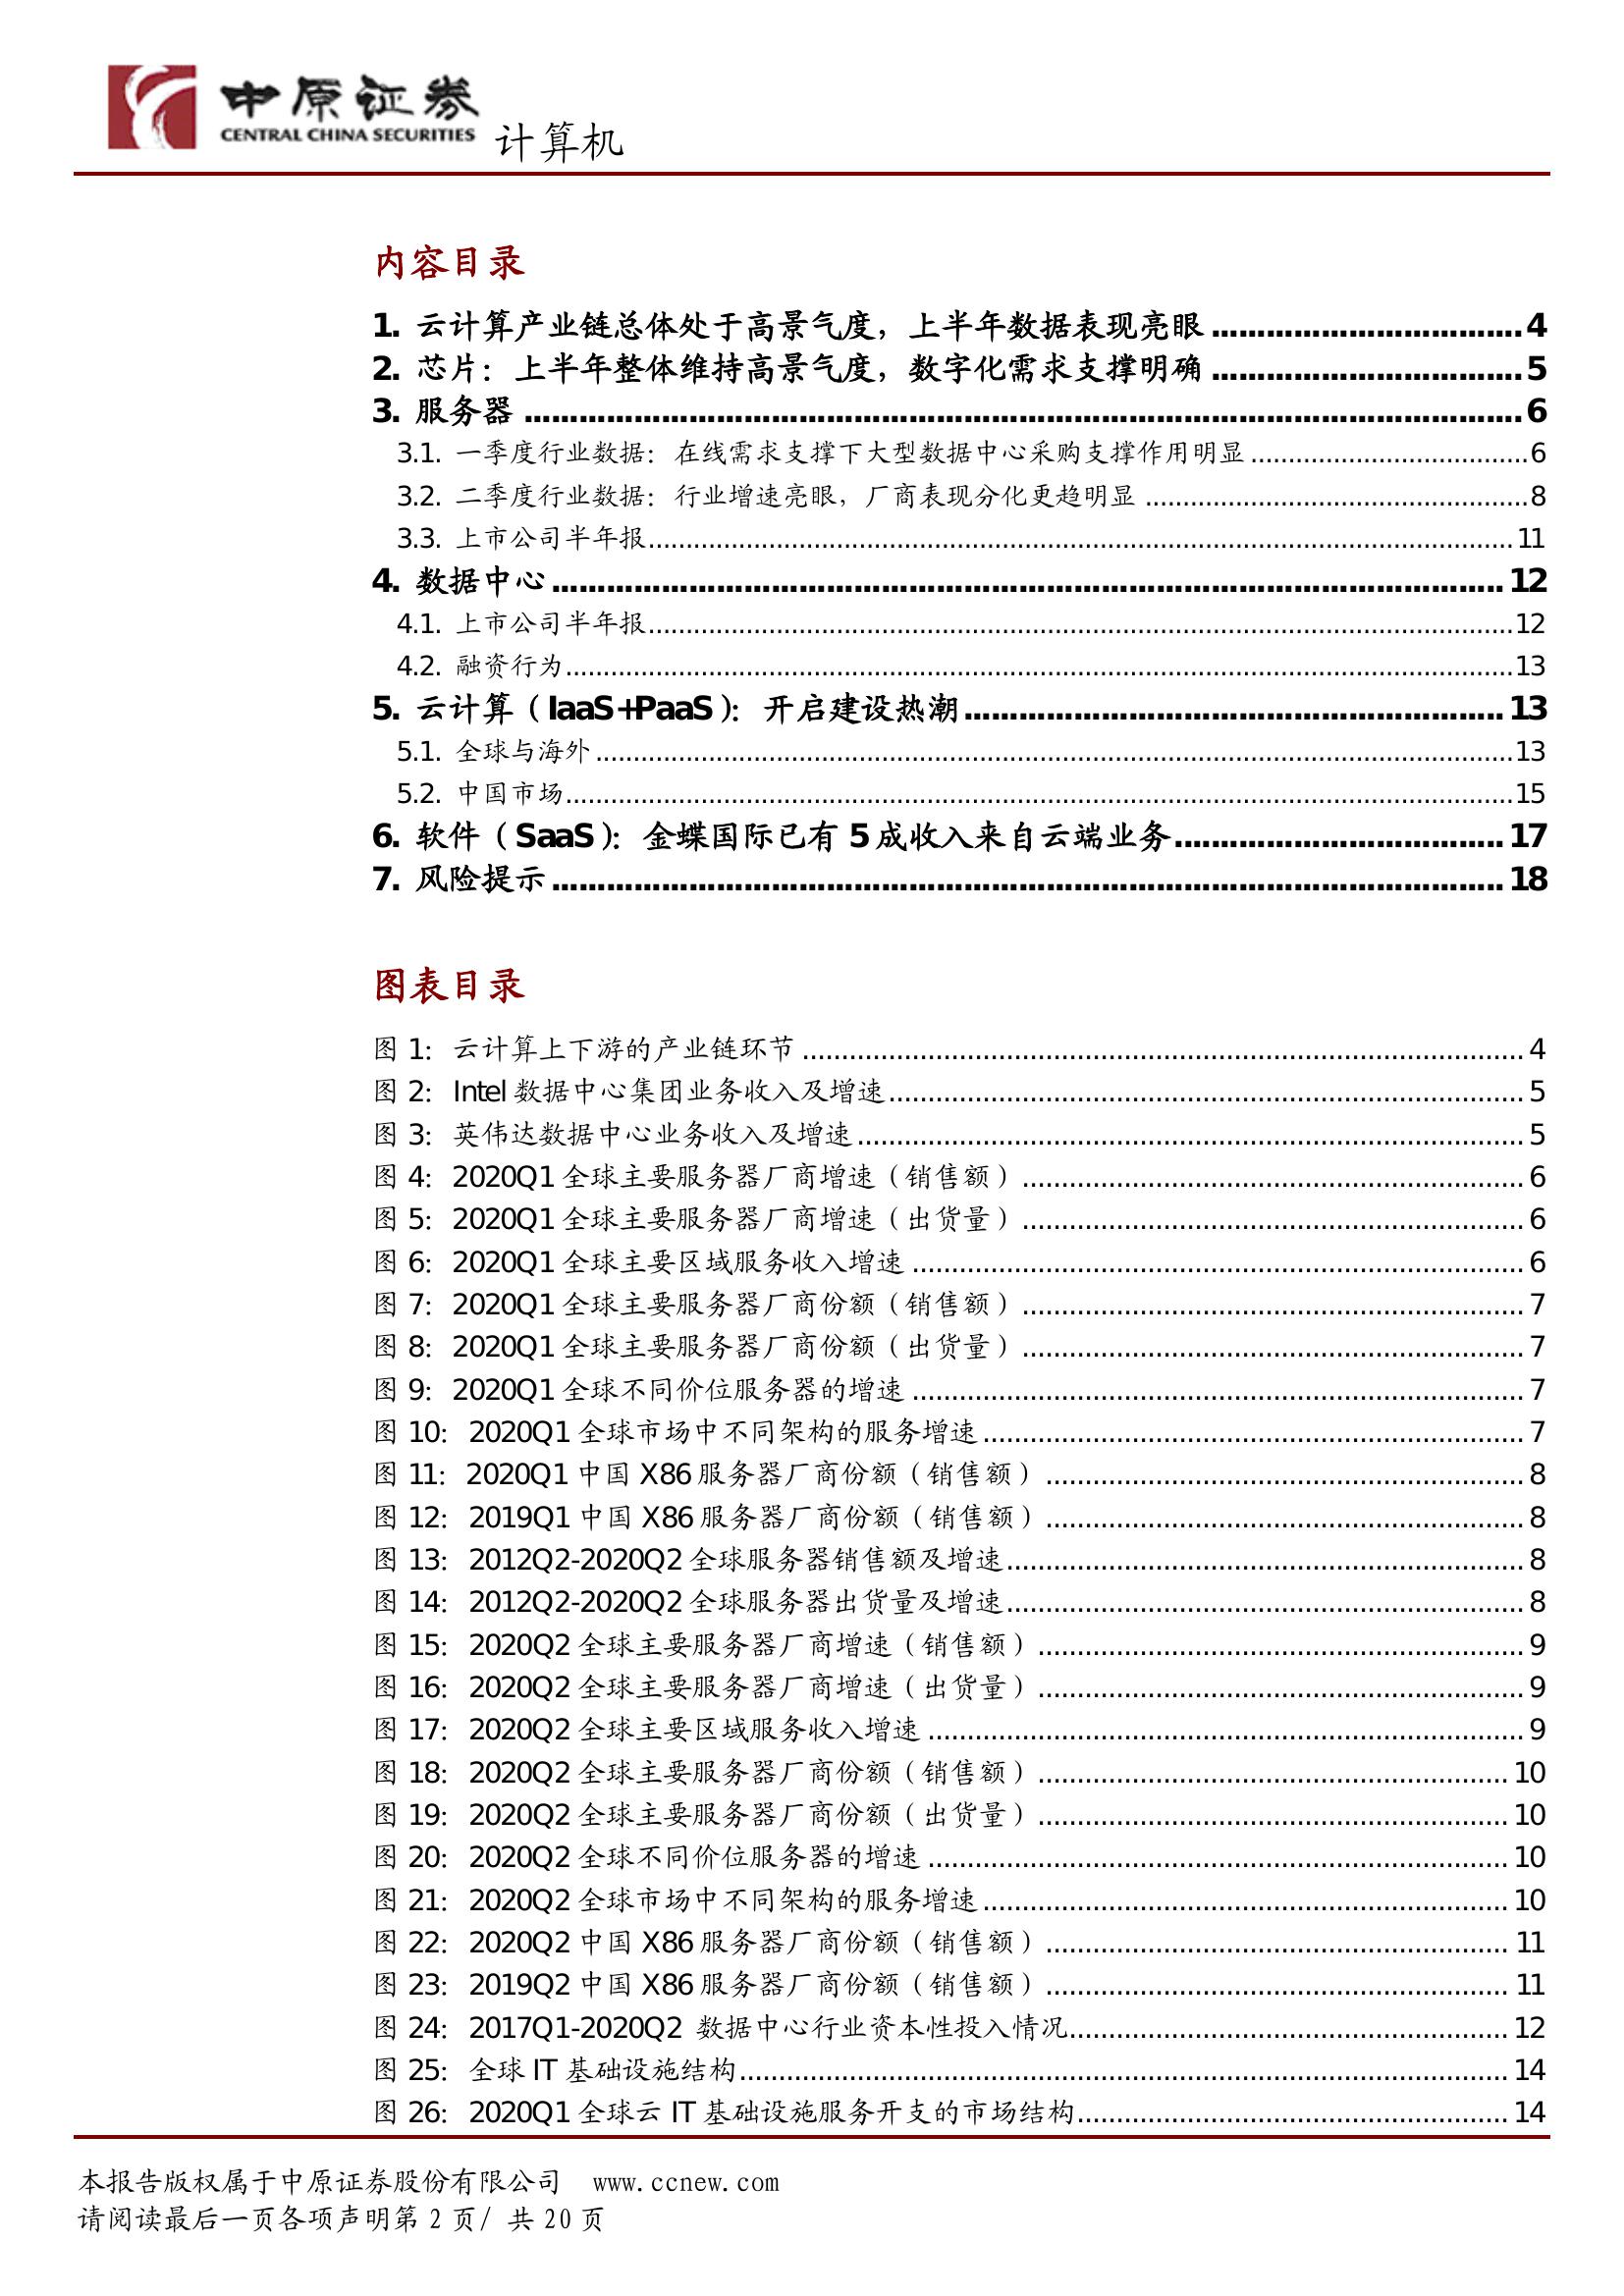 中原证券
CENTRAL CHINA SECURITIES 计算机
内容目录
1. 云计算产业链总体处于高景气度，上半年数据表现亮眼 .................................. 4
2. 芯片：上半年整体维持高景气度，数字化需求支撑明确 .................................. 5
3. 服务器 .................................. 6
3.1. 一季度行业数据：在线需求支撑下大型数据中心采购支撑作用明显 .................................. 6
3.2. 二季度行业数据：行业增速亮眼，厂商表现分化更趋明显 .................................. 8
3.3. 上市公司半年报 .................................. 11
4. 数据中心 .................................. 12
4.1. 上市公司半年报 .................................. 12
4.2. 融资行为 .................................. 13
5. 云计算（IaaS+PaaS）：开启建设热潮 .................................. 13
5.1. 全球与海外 .................................. 13
5.2. 中国市场 .................................. 15
6. 软件（SaaS）：金蝶国际已有 5 成收入来自云端业务 .................................. 17
7. 风险提示 .................................. 18
图表目录
图 1：云计算上下游的产业链环节 .................................. 4
图 2：Intel 数据中心集团业务收入及增速 .................................. 5
图 3：英伟达数据中心业务收入及增速 .................................. 5
图 4：2020Q1 全球主要服务器厂商增速（销售额） .................................. 6
图 5：2020Q1 全球主要服务器厂商增速（出货量） .................................. 6
图 6：2020Q1 全球主要区域服务收入增速 .................................. 6
图 7：2020Q1 全球主要服务器厂商份额（销售额） .................................. 7
图 8：2020Q1 全球主要服务器厂商份额（出货量） .................................. 7
图 9：2020Q1 全球不同价位服务器的增速 .................................. 7
图 10：2020Q1 全球市场中不同架构的服务增速 .................................. 7
图 11：2020Q1 中国 X86 服务器厂商份额（销售额） .................................. 8
图 12：2019Q1 中国 X86 服务器厂商份额（销售额） .................................. 8
图 13：2012Q2-2020Q2 全球服务器销售额及增速 .................................. 8
图 14：2012Q2-2020Q2 全球服务器出货量及增速 .................................. 8
图 15：2020Q2 全球主要服务器厂商增速（销售额） .................................. 9
图 16：2020Q2 全球主要服务器厂商增速（出货量） .................................. 9
图 17：2020Q2 全球主要区域服务收入增速 .................................. 9
图 18：2020Q2 全球主要服务器厂商份额（销售额） .................................. 10
图 19：2020Q2 全球主要服务器厂商份额（出货量） .................................. 10
图 20：2020Q2 全球不同价位服务器的增速 .................................. 10
图 21：2020Q2 全球市场中不同架构的服务增速 .................................. 10
图 22：2020Q2 中国 X86 服务器厂商份额（销售额） .................................. 11
图 23：2019Q2 中国 X86 服务器厂商份额（销售额） .................................. 11
图 24：2017Q1-2020Q2 数据中心行业资本性投入情况 .................................. 12
图 25：全球 IT 基础设施结构 .................................. 14
图 26：2020Q1 全球云 IT 基础设施服务开支的市场结构 .................................. 14
本报告版权属于中原证券股份有限公司 www.ccnew.com
请阅读最后一页各项声明第 2 页/ 共 20 页